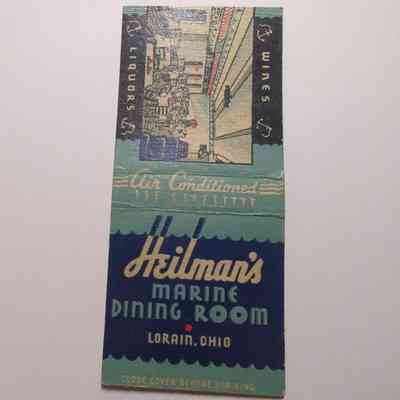 LIQUORS
WINES
Air Conditioned
Heilman's
MARINE
DINING ROOM
LORAIN, OHIO
CLOSE COVER BEFORE STRIKING